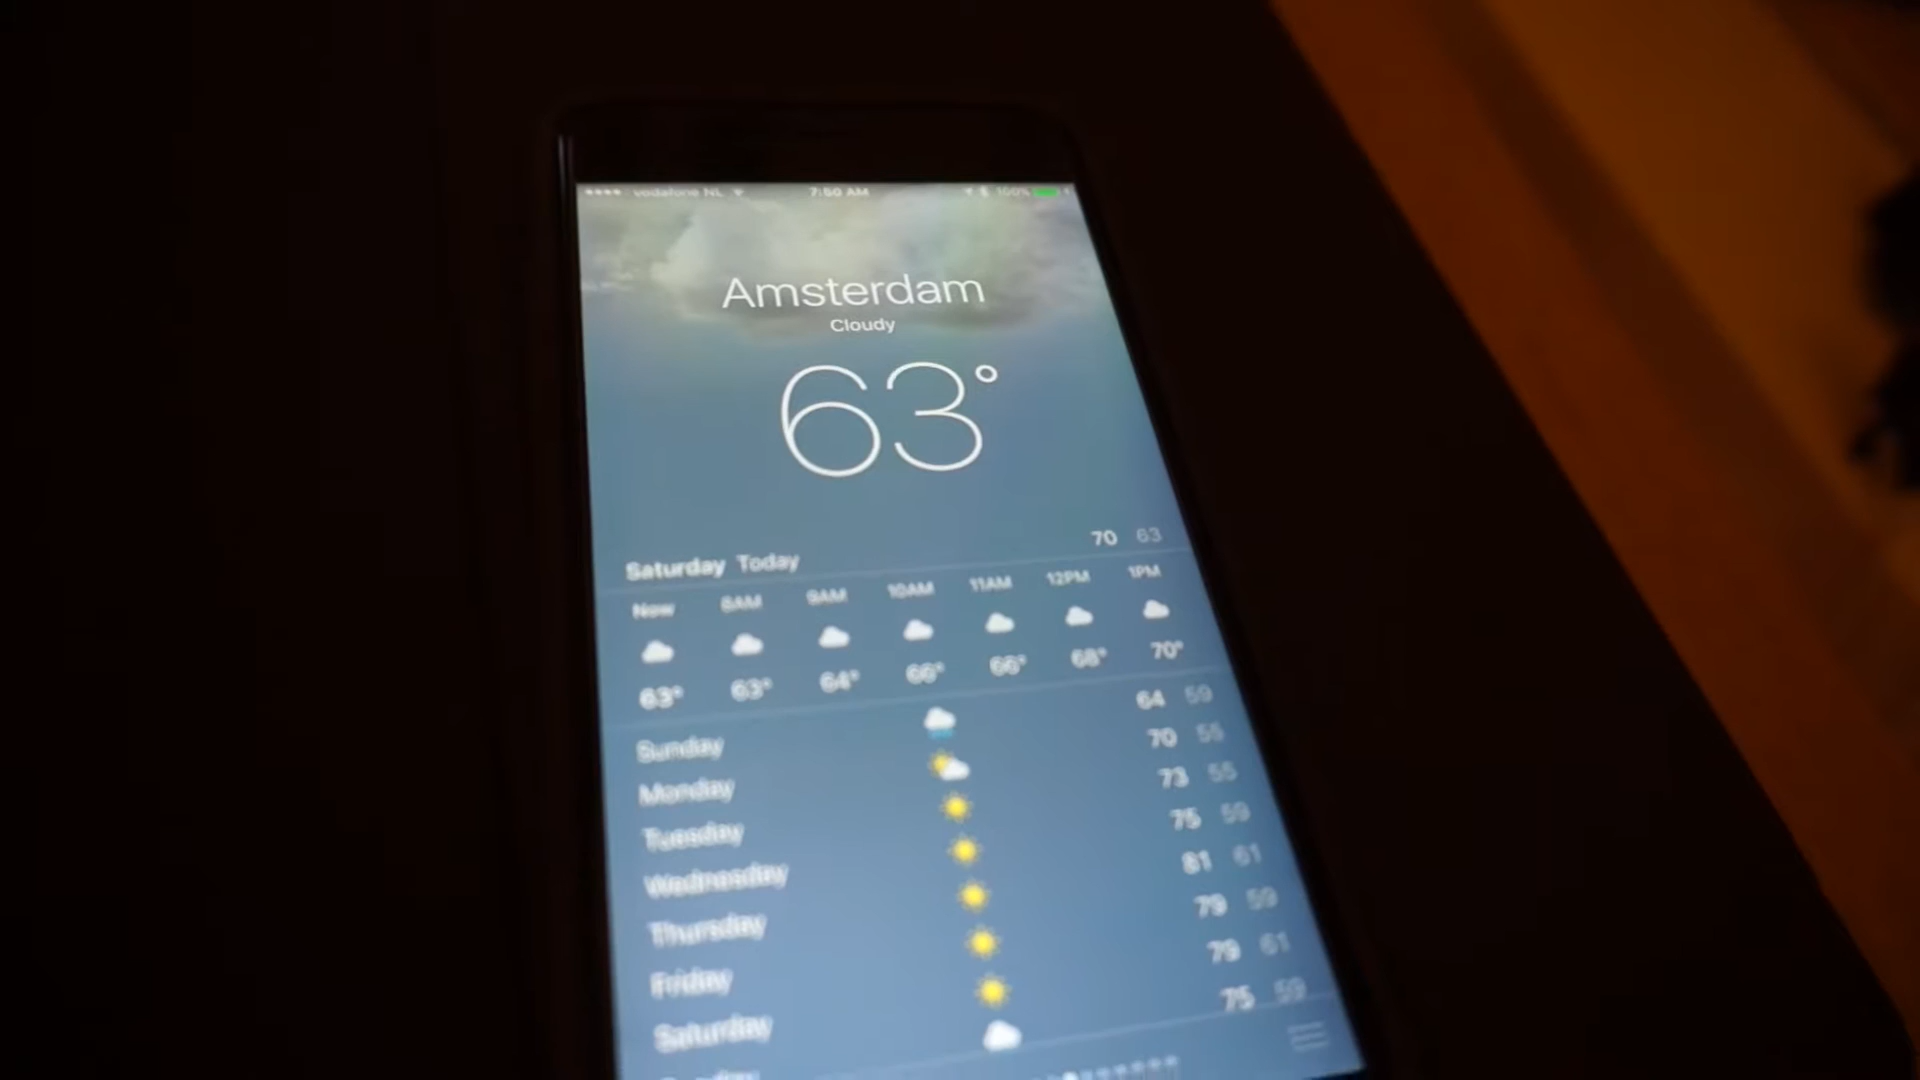 vodafone NL 7:50 AM 100%
Amsterdam
Cloudy
63°
Saturday Today 70 63
Now 8AM 9AM 10AM 11AM 12PM 1PM
63° 63° 64° 66° 66° 68° 70°
Sunday 64 59
Monday 70 55
Tuesday 73 55
Wednesday 75 59
Thursday 81 61
Friday 79 59
Saturday 79 61
75 59